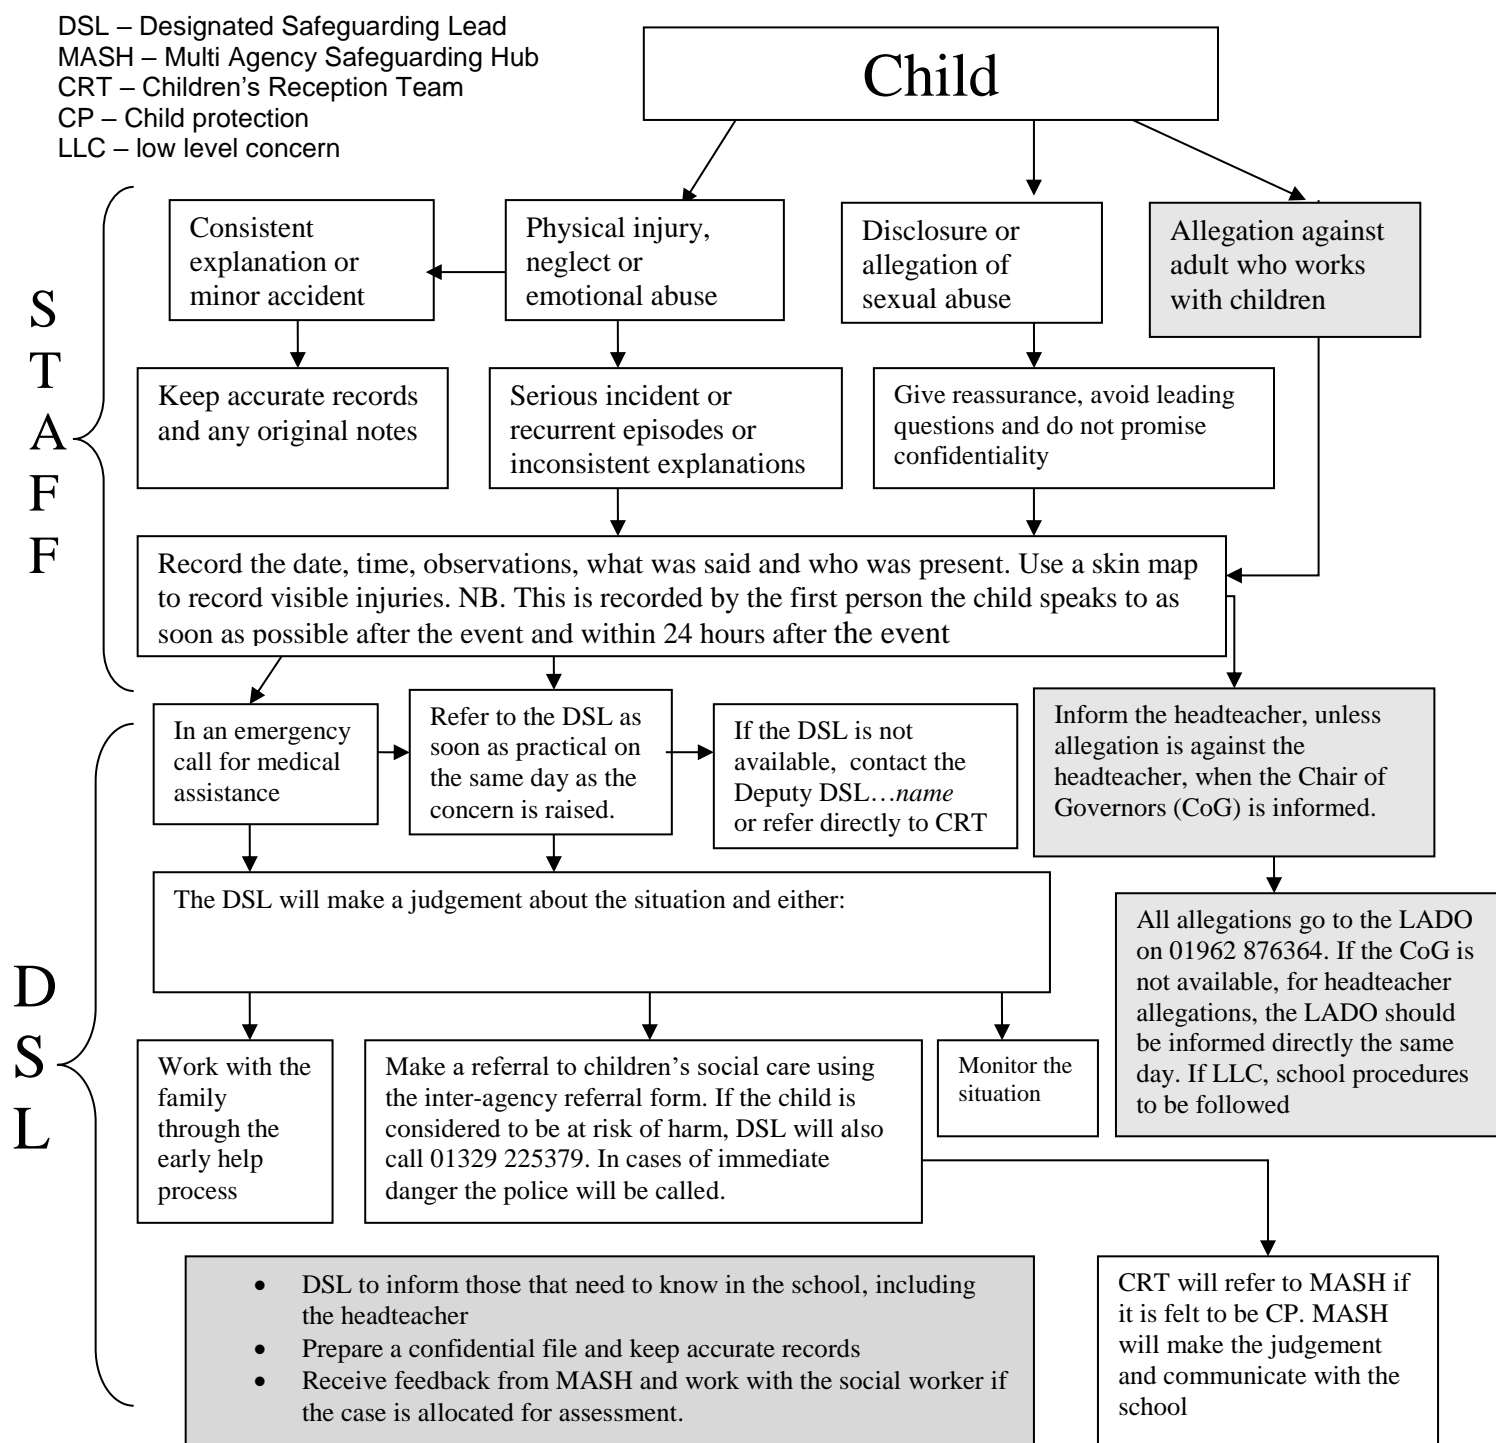 DSL – Designated Safeguarding Lead
MASH – Multi Agency Safeguarding Hub
CRT – Children's Reception Team
CP – Child protection
LLC – low level concern
Child
S
T
A
F
F
Consistent
explanation or
minor accident
Physical injury,
neglect or
emotional abuse
Disclosure or
allegation of
sexual abuse
Allegation against
adult who works
with children
Keep accurate records
and any original notes
Serious incident or
recurrent episodes or
inconsistent explanations
Give reassurance, avoid leading
questions and do not promise
confidentiality
Record the date, time, observations, what was said and who was present. Use a skin map
to record visible injuries. NB. This is recorded by the first person the child speaks to as
soon as possible after the event and within 24 hours after the event
D
S
L
In an emergency
call for medical
assistance
Refer to the DSL as
soon as practical on
the same day as the
concern is raised.
If the DSL is not
available, contact the
Deputy DSL…name
or refer directly to CRT
Inform the headteacher, unless
allegation is against the
headteacher, when the Chair of
Governors (CoG) is informed.
The DSL will make a judgement about the situation and either:
All allegations go to the LADO
on 01962 876364. If the CoG is
not available, for headteacher
allegations, the LADO should
be informed directly the same
day. If LLC, school procedures
to be followed
Work with the
family
through the
early help
process
Make a referral to children's social care using
the inter-agency referral form. If the child is
considered to be at risk of harm, DSL will also
call 01329 225379. In cases of immediate
danger the police will be called.
Monitor the
situation
• DSL to inform those that need to know in the school, including
the headteacher
• Prepare a confidential file and keep accurate records
• Receive feedback from MASH and work with the social worker if
the case is allocated for assessment.
CRT will refer to MASH if
it is felt to be CP. MASH
will make the judgement
and communicate with the
school